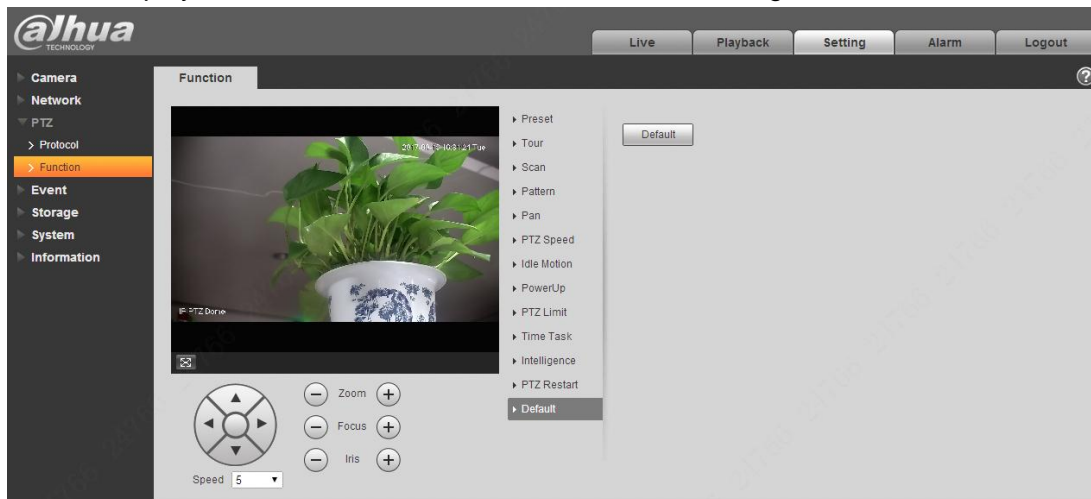 alhua
TECHNOLOGY
Live
Playback
Setting
Alarm
Logout
Camera
Network
PTZ
Protocol
Function
Event
Storage
System
Information
Function
?
IP PTZ Dome
Preset
Tour
Scan
Pattern
Pan
PTZ Speed
Idle Motion
PowerUp
PTZ Limit
Time Task
Intelligence
PTZ Restart
Default
Default
Zoom
Focus
Iris
Speed 5